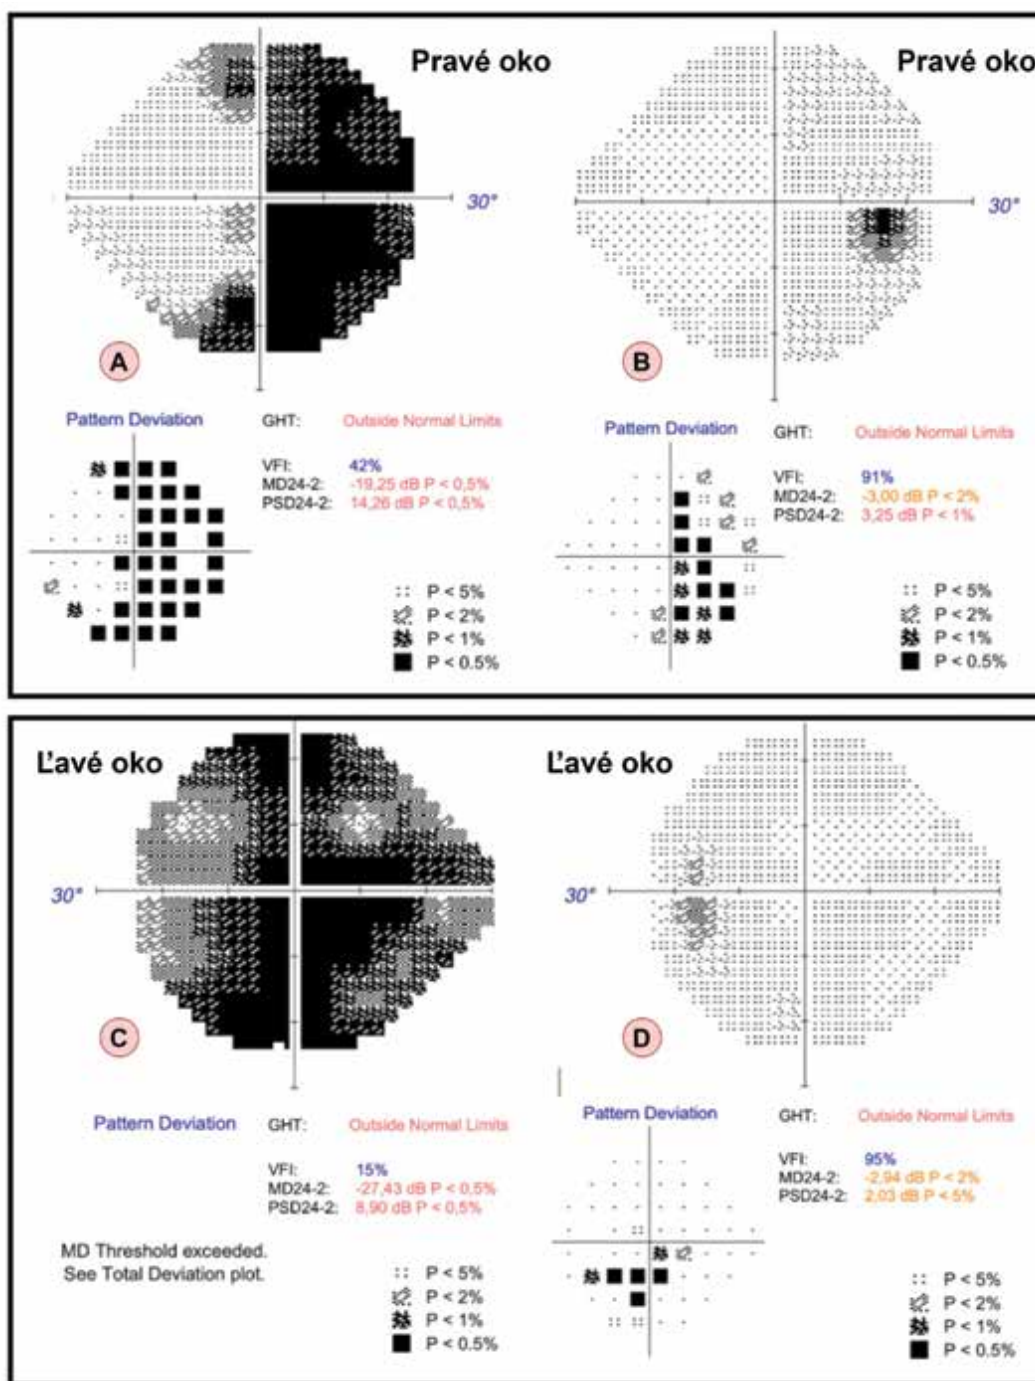 Pravé oko
30°
A
Pattern Deviation
GHT: Outside Normal Limits
VFI: 42%
MD24-2: -19,25 dB P < 0,5%
PSD24-2: 14,26 dB P < 0,5%
P < 5%
P < 2%
P < 1%
P < 0.5%
Pravé oko
30°
B
Pattern Deviation
GHT: Outside Normal Limits
VFI: 91%
MD24-2: -3,00 dB P < 2%
PSD24-2: 3,25 dB P < 1%
P < 5%
P < 2%
P < 1%
P < 0.5%
Ľavé oko
30°
C
Pattern Deviation
GHT: Outside Normal Limits
VFI: 15%
MD24-2: -27,43 dB P < 0,5%
PSD24-2: 8,90 dB P < 0,5%
MD Threshold exceeded.
See Total Deviation plot.
P < 5%
P < 2%
P < 1%
P < 0.5%
Ľavé oko
30°
D
Pattern Deviation
GHT: Outside Normal Limits
VFI: 95%
MD24-2: -2,94 dB P < 2%
PSD24-2: 2,03 dB P < 5%
P < 5%
P < 2%
P < 1%
P < 0.5%